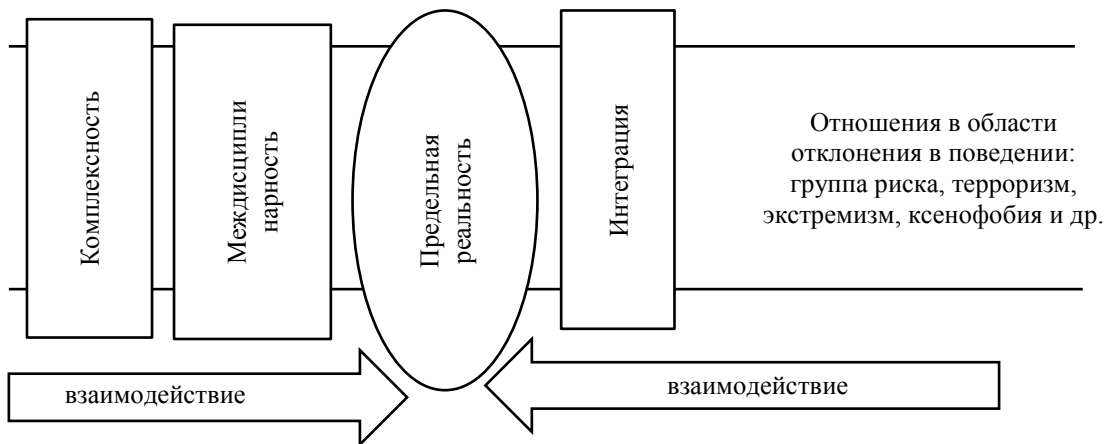 Комплексность
Междисципли
нарность
Предельная
реальность
Интеграция
Отношения в области
отклонения в поведении:
группа риска, терроризм,
экстремизм, ксенофобия и др.
взаимодействие
взаимодействие